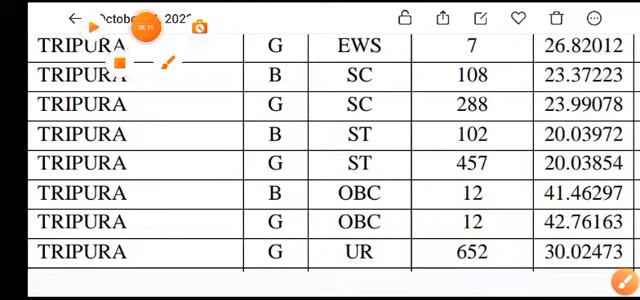 TRIPURA G EWS 7 26.82012
TRIPURA B SC 108 23.37223
TRIPURA G SC 288 23.99078
TRIPURA B ST 102 20.03972
TRIPURA G ST 457 20.03854
TRIPURA B OBC 12 41.46297
TRIPURA G OBC 12 42.76163
TRIPURA G UR 652 30.02473